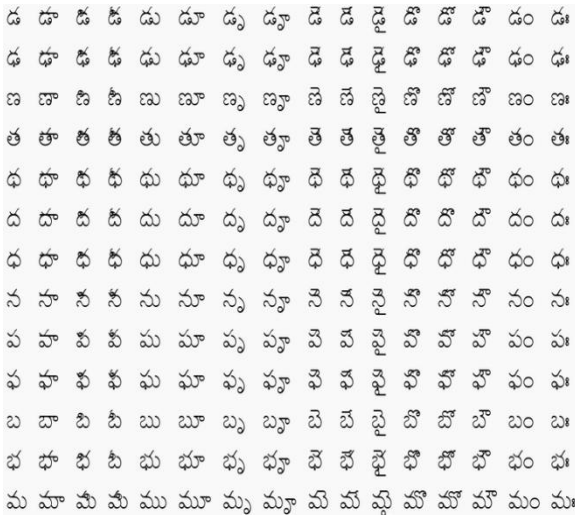 డ డా డి డీ డు డూ డృ డౄ డె డే డై డొ డో డౌ డం డః
ఢ ఢా ఢి ఢీ ఢు ఢూ ఢృ ఢౄ ఢె ఢే ఢై ఢొ ఢో ఢౌ ఢం ఢః
ణ ణా ణి ణీ ణు ణూ ణృ ణౄ ణె ణే ణై ణొ ణో ణౌ ణం ణః
త తా తి తీ తు తూ తృ తౄ తె తే తై తొ తో తౌ తం తః
థ థా థి థీ థు థూ థృ థౄ థె థే థై థొ థో థౌ థం థః
ద దా ది దీ దు దూ దృ దౄ దె దే దై దొ దో దౌ దం దః
ధ ధా ధి ధీ ధు ధూ ధృ ధౄ ధె ధే ధై ధొ ధో ధౌ ధం ధః
న నా ని నీ ను నూ నృ నౄ నె నే నై నొ నో నౌ నం నః
ప పా పి పీ పు పూ పృ పౄ పె పే పై పొ పో పౌ పం పః
ఫ ఫా ఫి ఫీ ఫు ఫూ ఫృ ఫౄ ఫె ఫే ఫై ఫొ ఫో ఫౌ ఫం ఫః
బ బా బి బీ బు బూ బృ బౄ బె బే బై బొ బో బౌ బం బః
భ భా భి భీ భు భూ భృ భౄ భె భే భై భొ భో భౌ భం భః
మ మా మి మీ ము మూ మృ మౄ మె మే మై మొ మో మౌ మం మః